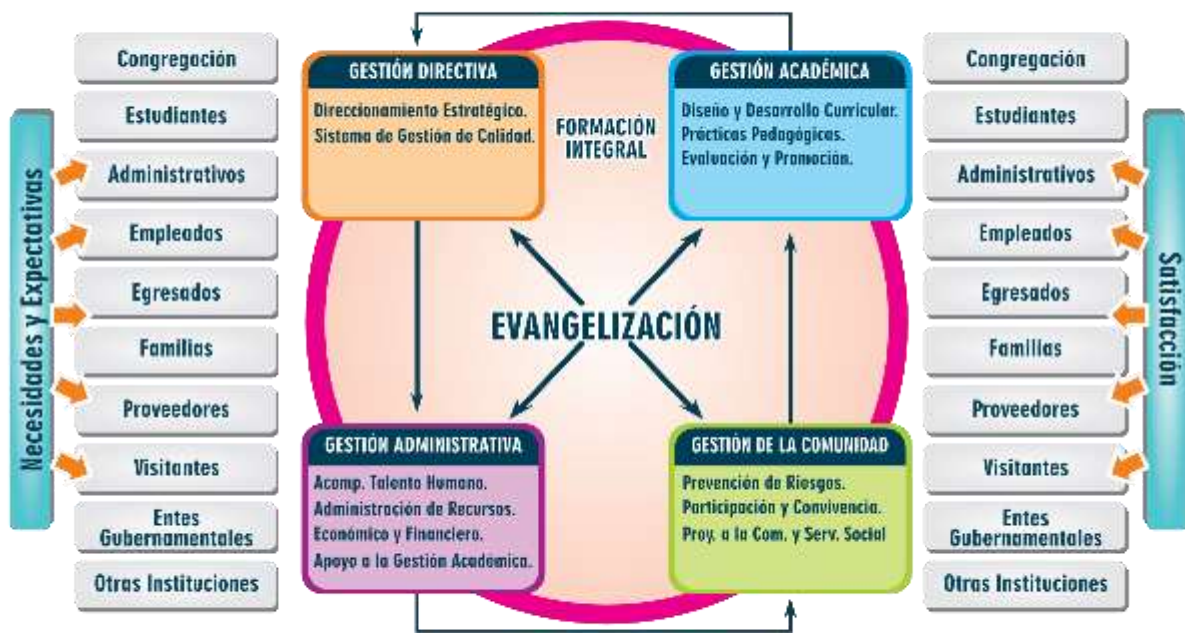 Necesidades y Expectativas
Congregación
Estudiantes
Administrativos
Empleados
Egresados
Familias
Proveedores
Visitantes
Entes
Gubernamentales
Otras Instituciones
GESTIÓN DIRECTIVA
Direccionamiento Estratégico.
Sistema de Gestión de Calidad.
FORMACIÓN
INTEGRAL
GESTIÓN ACADÉMICA
Diseño y Desarrollo Curricular.
Prácticas Pedagógicas.
Evaluación y Promoción.
EVANGELIZACIÓN
GESTIÓN ADMINISTRATIVA
Acomp. Talento Humano.
Administración de Recursos.
Económico y Financiero.
Apoyo a la Gestión Académica.
GESTIÓN DE LA COMUNIDAD
Prevención de Riesgos.
Participación y Convivencia.
Proy. a la Com. y Serv. Social
Congregación
Estudiantes
Administrativos
Empleados
Egresados
Familias
Proveedores
Visitantes
Entes
Gubernamentales
Otras Instituciones
Satisfacción